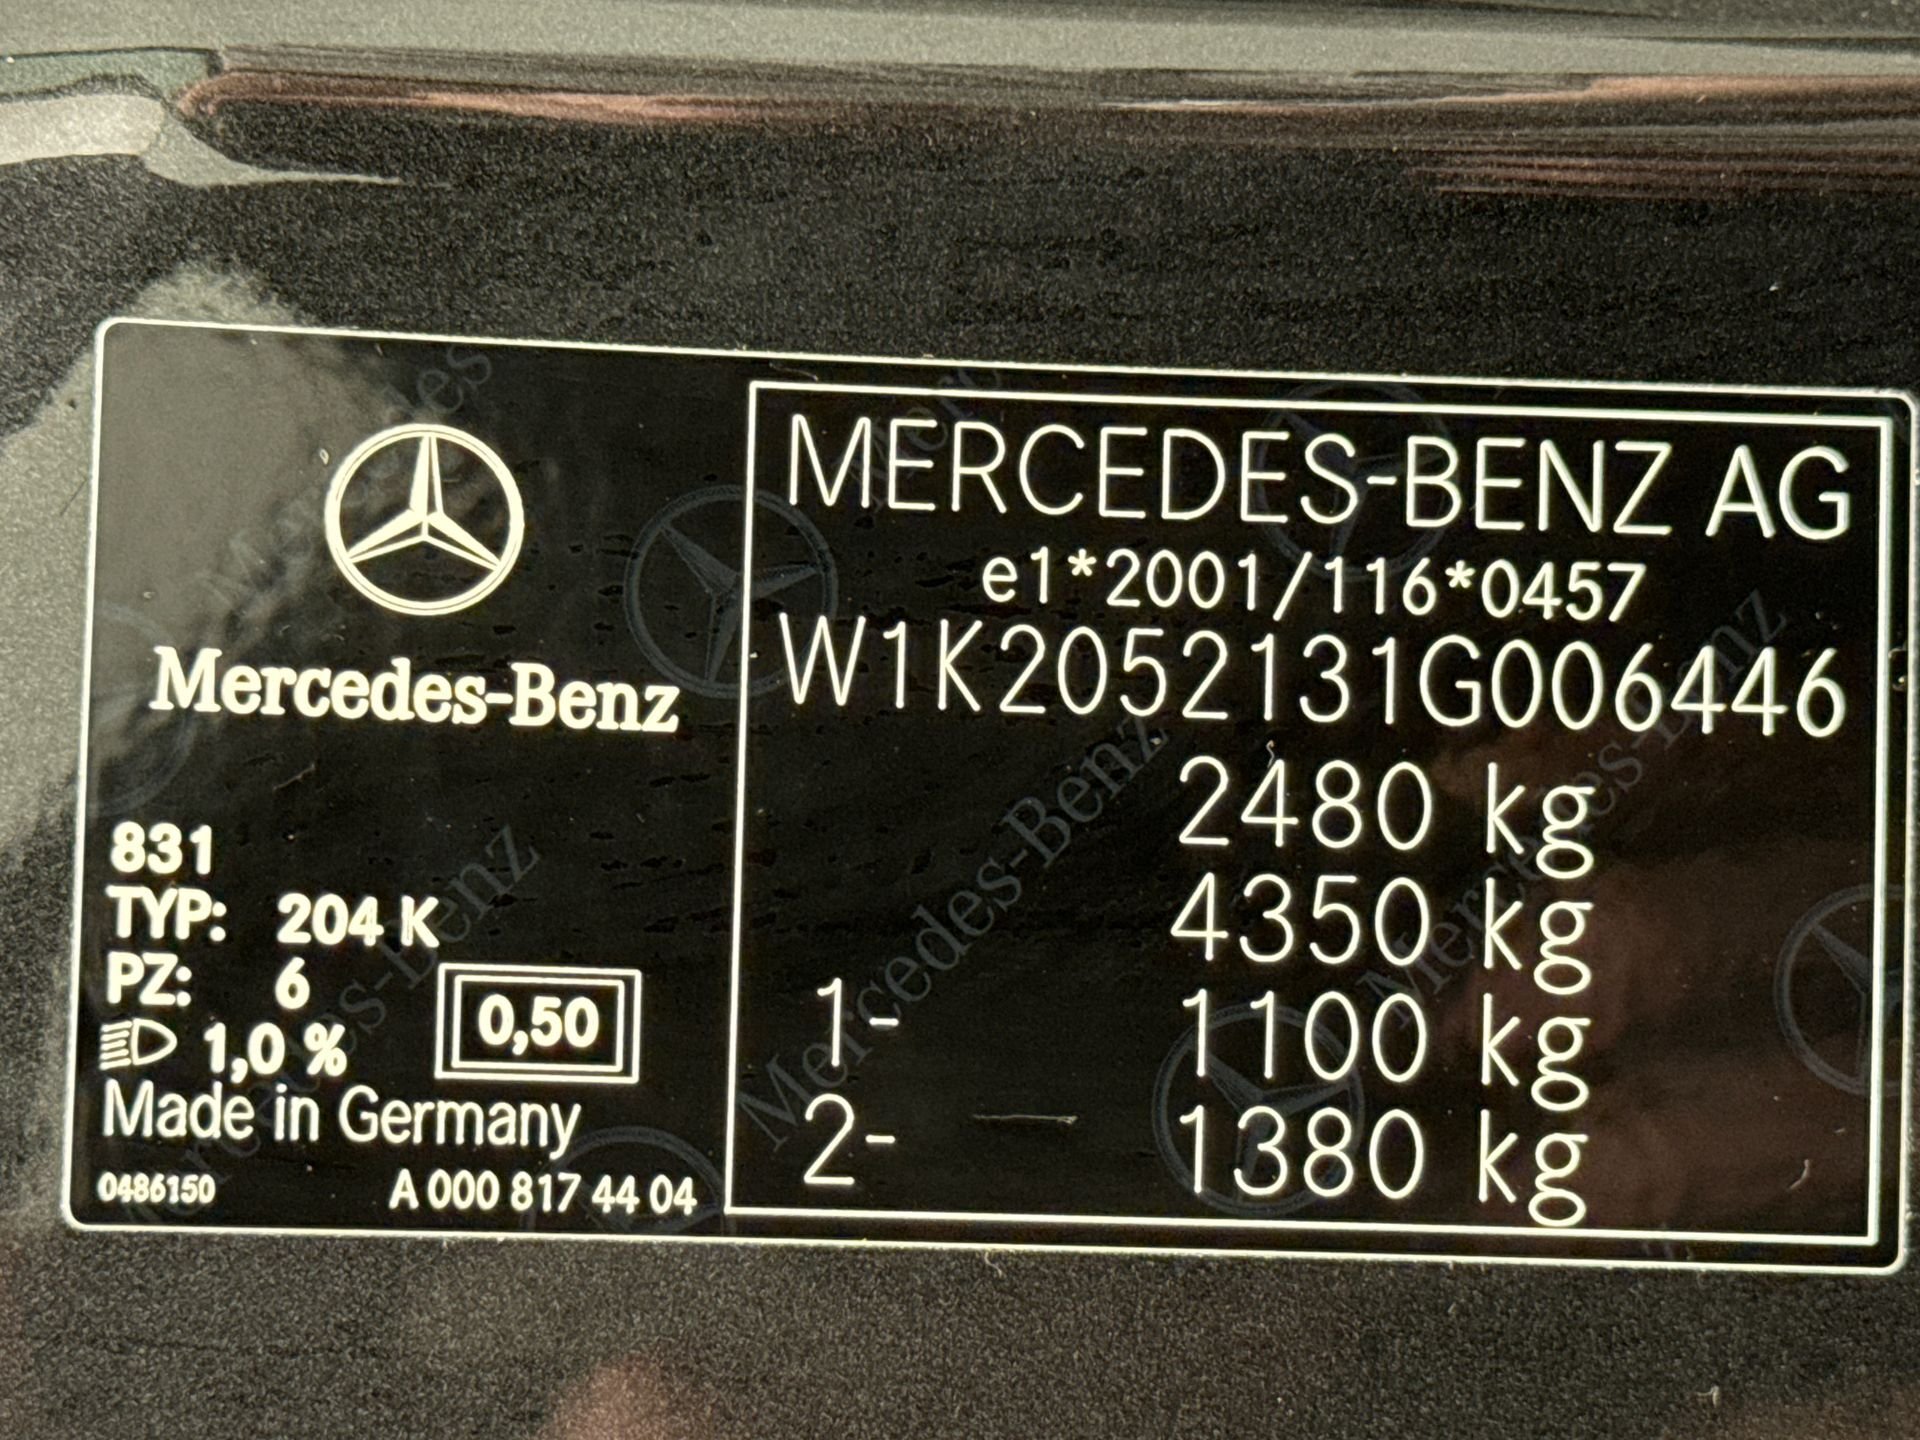 Mercedes-Benz
831
TYP: 204 K
PZ: 6
1,0 % 0,50
Made in Germany
0486150 A 000 817 44 04
MERCEDES-BENZ AG
e1*2001/116*0457
W1K2052131G006446
2480 kg
4350 kg
1- 1100 kg
2- 1380 kg